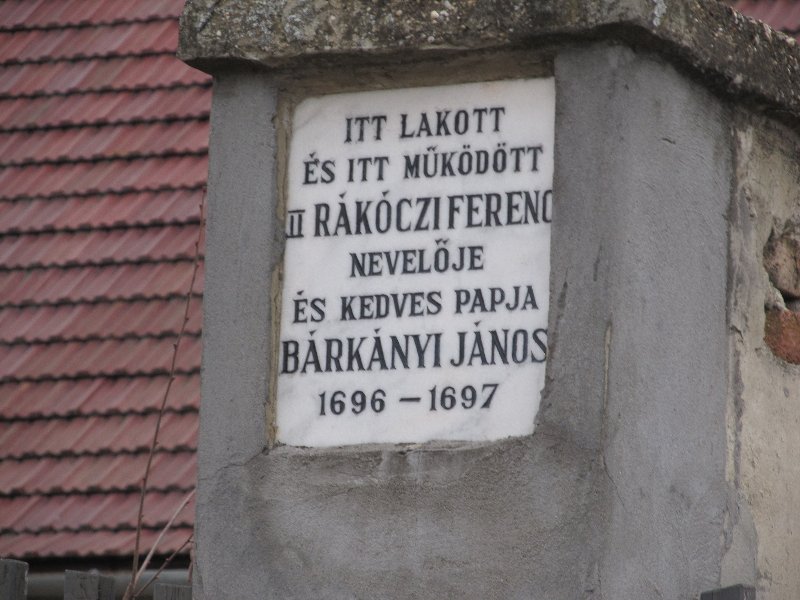 ITT LAKOTT
ÉS ITT MŰKÖDÖTT
II RÁKÓCZI FERENC
NEVELŐJE
ÉS KEDVES PAPJA
BÁRKÁNYI JÁNOS
1696 – 1697